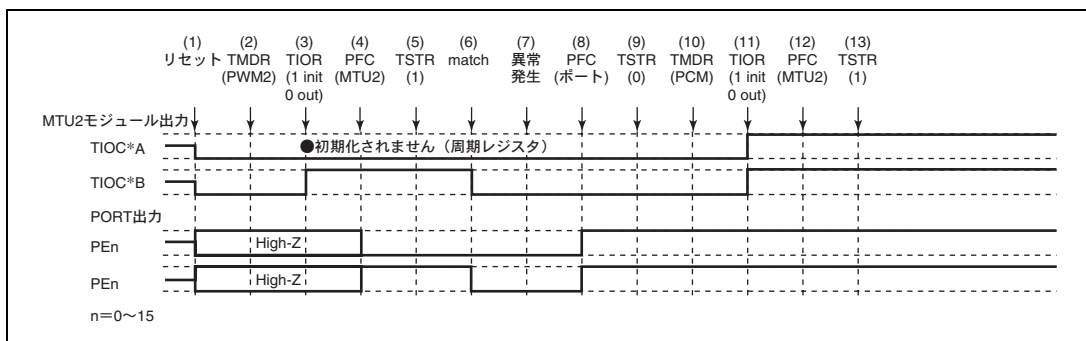 (1) (2) (3) (4) (5) (6) (7) (8) (9) (10) (11) (12) (13)
リセット TMDR TIOR PFC TSTR match 異常 PFC TSTR TMDR TIOR PFC TSTR
(PWM2) (1 init (MTU2) (1) 発生 (ポート) (0) (PCM) (1 init (MTU2) (1)
0 out) 0 out)
MTU2モジュール出力
TIOC*A ●初期化されません(周期レジスタ)
TIOC*B
PORT出力
PEn High-Z
PEn High-Z
n=0~15